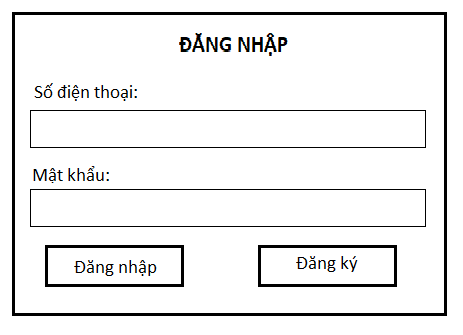 ĐĂNG NHẬP
Số điện thoại:
Mật khẩu:
Đăng nhập
Đăng ký